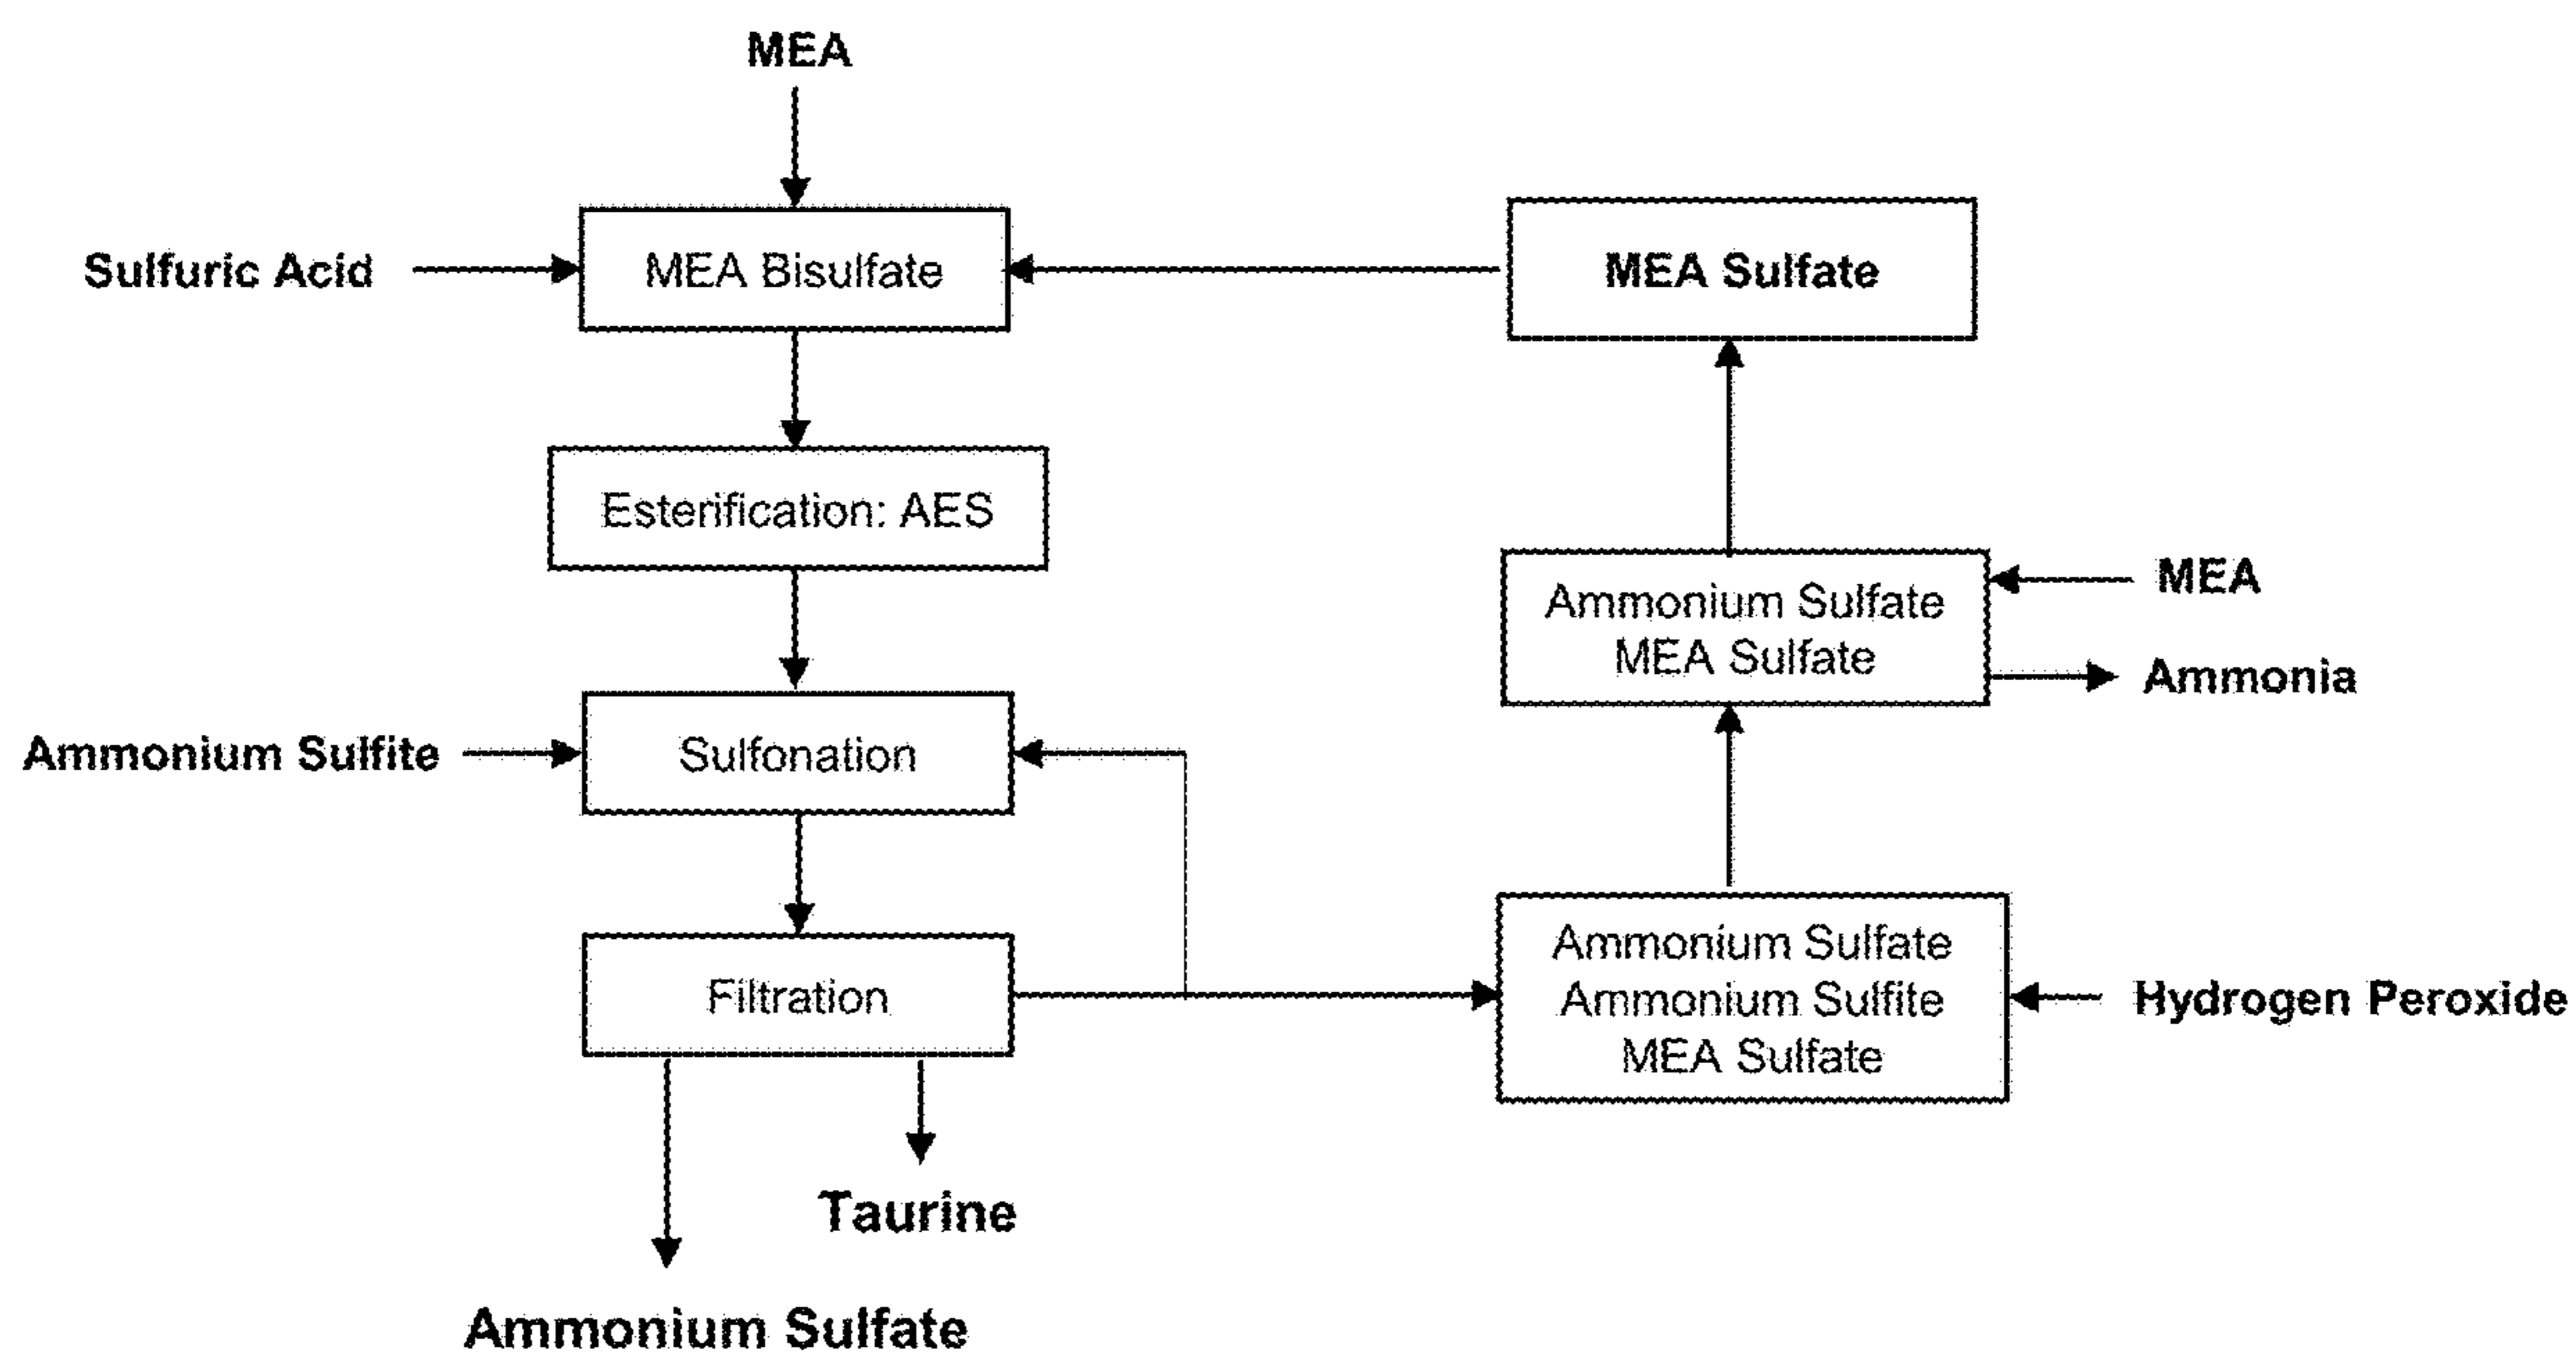 MEA
Sulfuric Acid
MEA Bisulfate
MEA Sulfate
Esterification: AES
Ammonium Sulfate
MEA Sulfate
MEA
Ammonia
Ammonium Sulfite
Sulfonation
Filtration
Ammonium Sulfate
Ammonium Sulfite
MEA Sulfate
Hydrogen Peroxide
Taurine
Ammonium Sulfate